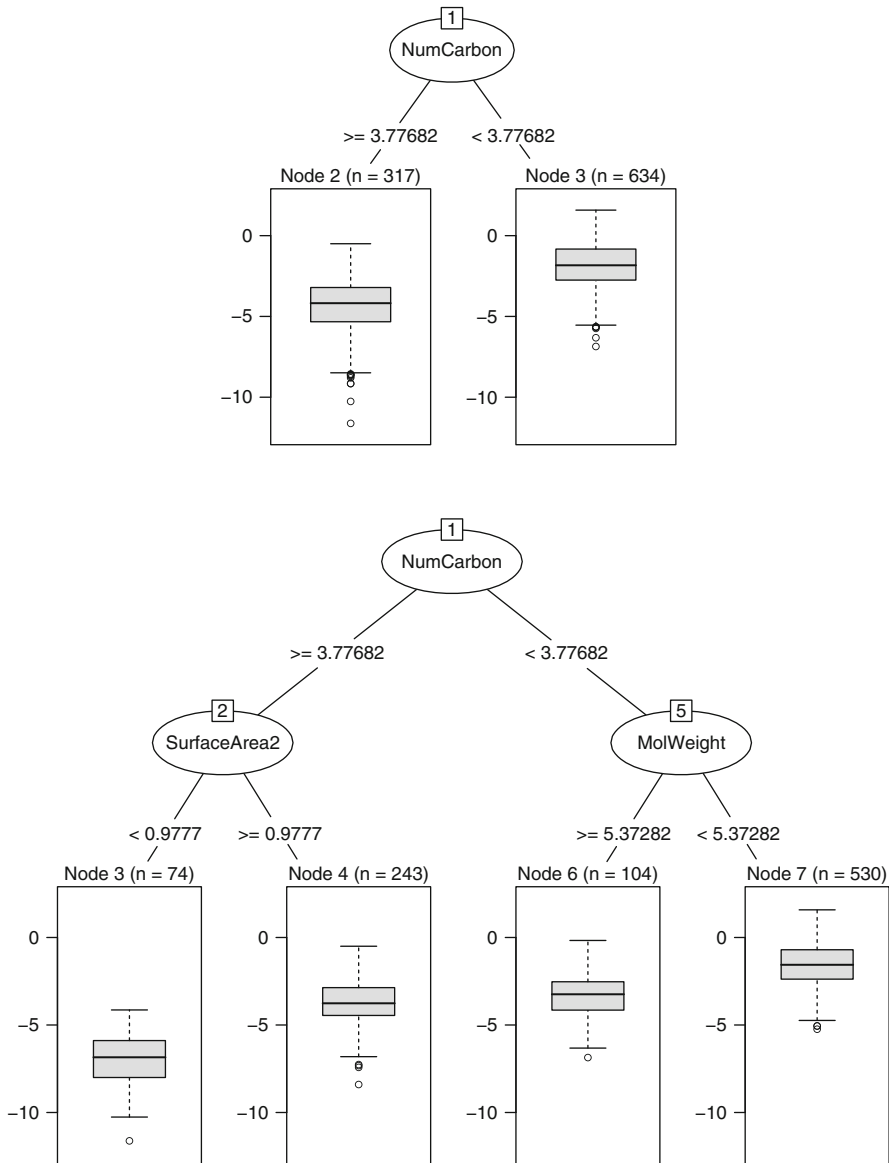 1
NumCarbon
>= 3.77682 < 3.77682
Node 2 (n = 317) Node 3 (n = 634)
0 0
−5 −5
−10 −10
1
NumCarbon
>= 3.77682 < 3.77682
2 5
SurfaceArea2 MolWeight
< 0.9777 >= 0.9777 >= 5.37282 < 5.37282
Node 3 (n = 74) Node 4 (n = 243) Node 6 (n = 104) Node 7 (n = 530)
0 0 0 0
−5 −5 −5 −5
−10 −10 −10 −10